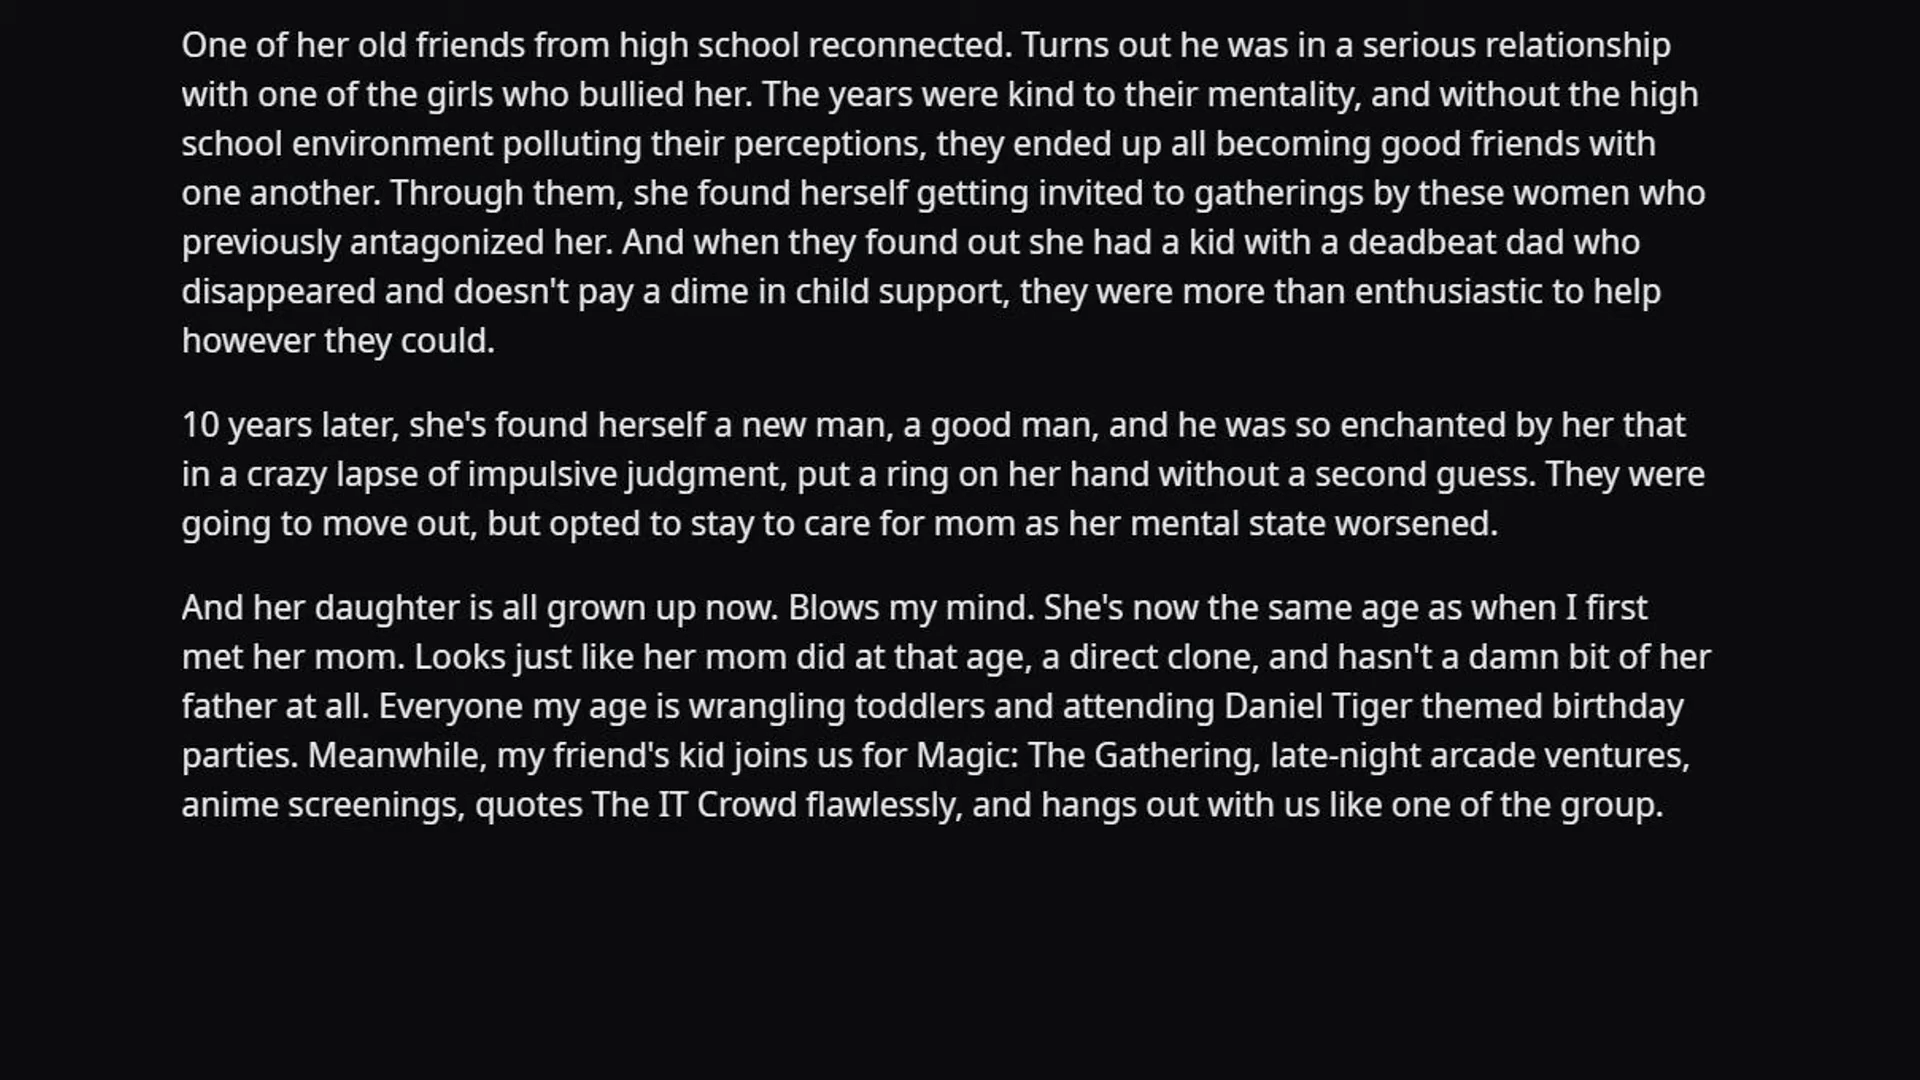 One of her old friends from high school reconnected. Turns out he was in a serious relationship
with one of the girls who bullied her. The years were kind to their mentality, and without the high
school environment polluting their perceptions, they ended up all becoming good friends with
one another. Through them, she found herself getting invited to gatherings by these women who
previously antagonized her. And when they found out she had a kid with a deadbeat dad who
disappeared and doesn't pay a dime in child support, they were more than enthusiastic to help
however they could.
10 years later, she's found herself a new man, a good man, and he was so enchanted by her that
in a crazy lapse of impulsive judgment, put a ring on her hand without a second guess. They were
going to move out, but opted to stay to care for mom as her mental state worsened.
And her daughter is all grown up now. Blows my mind. She's now the same age as when I first
met her mom. Looks just like her mom did at that age, a direct clone, and hasn't a damn bit of her
father at all. Everyone my age is wrangling toddlers and attending Daniel Tiger themed birthday
parties. Meanwhile, my friend's kid joins us for Magic: The Gathering, late-night arcade ventures,
anime screenings, quotes The IT Crowd flawlessly, and hangs out with us like one of the group.